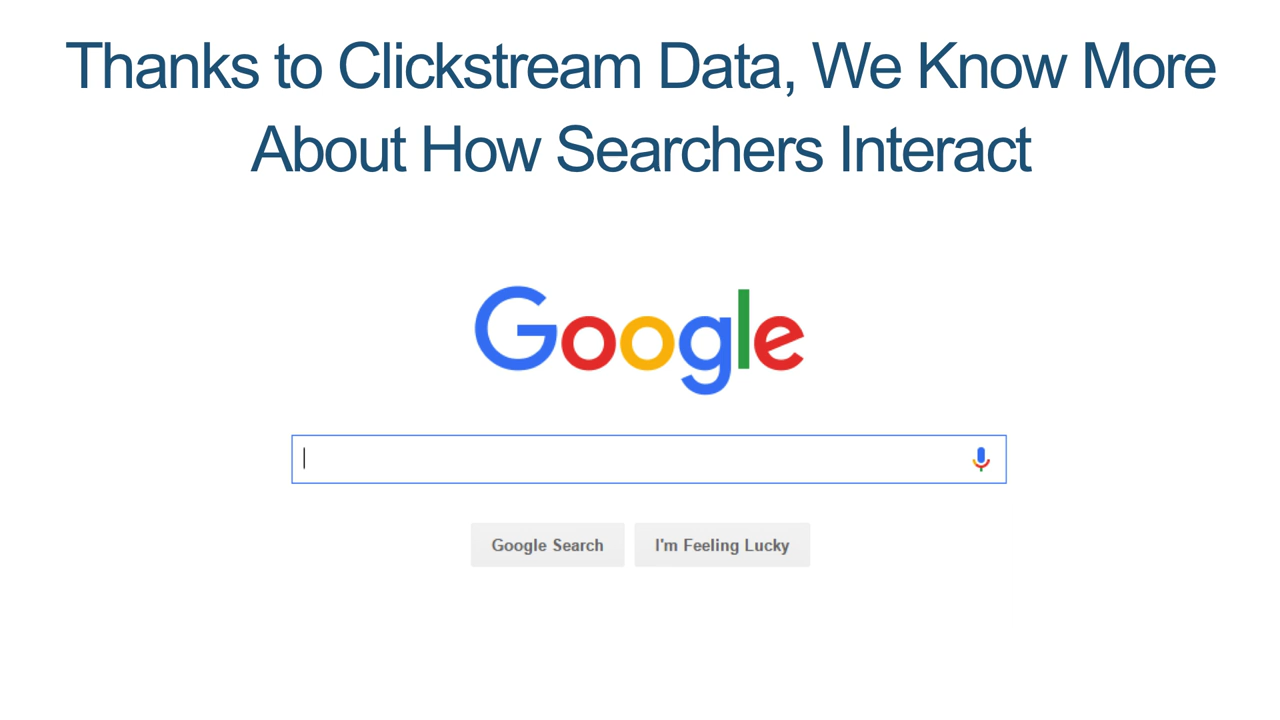 Thanks to Clickstream Data, We Know More
About How Searchers Interact
Google
Google Search
I'm Feeling Lucky